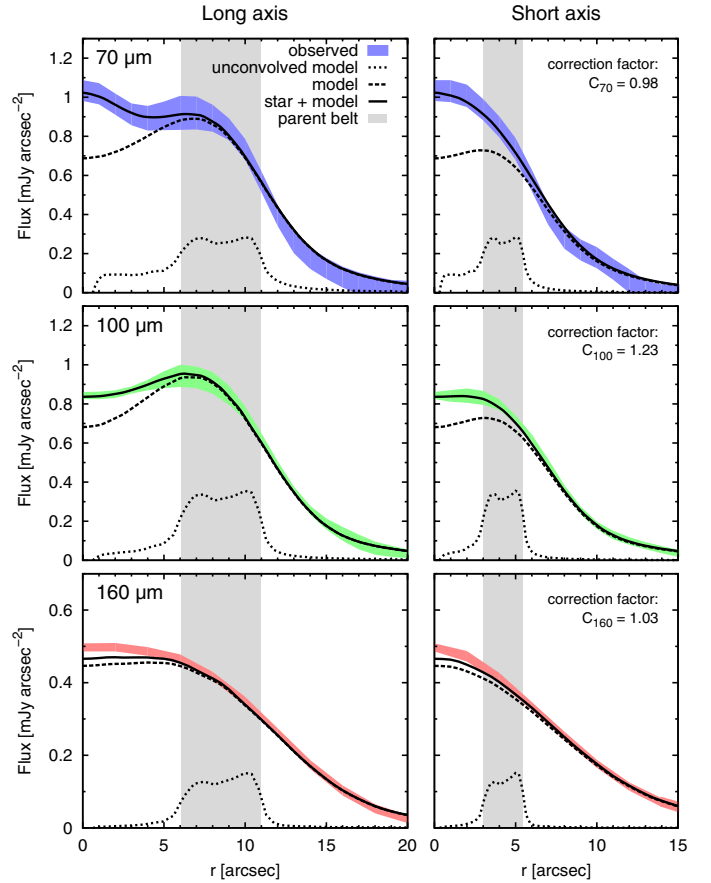 Long axis
Short axis
70 μm
observed
unconvolved model
model
star + model
parent belt
correction factor:
C70 = 0.98
Flux [mJy arcsec−2]
1.2
1
0.8
0.6
0.4
0.2
0
100 μm
correction factor:
C100 = 1.23
Flux [mJy arcsec−2]
1.2
1
0.8
0.6
0.4
0.2
0
160 μm
correction factor:
C160 = 1.03
Flux [mJy arcsec−2]
0.6
0.4
0.2
0
0 5 10 15 20
0 5 10 15
r [arcsec]
r [arcsec]